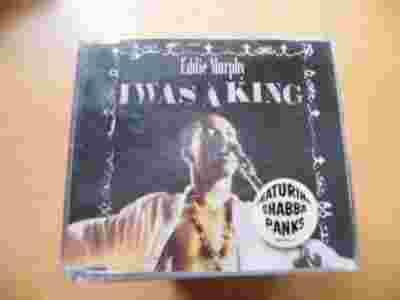 Eddie Murphy
I WAS A KING
FEATURING
SHABBA
RANKS